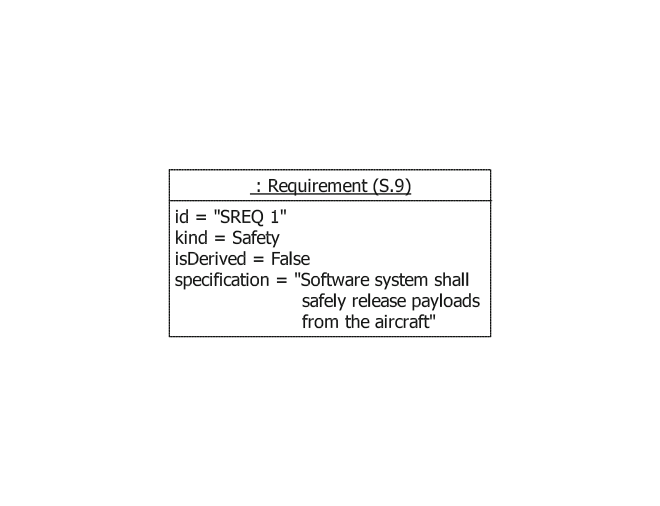 : Requirement (S.9)
id = "SREQ 1"
kind = Safety
isDerived = False
specification = "Software system shall
safely release payloads
from the aircraft"